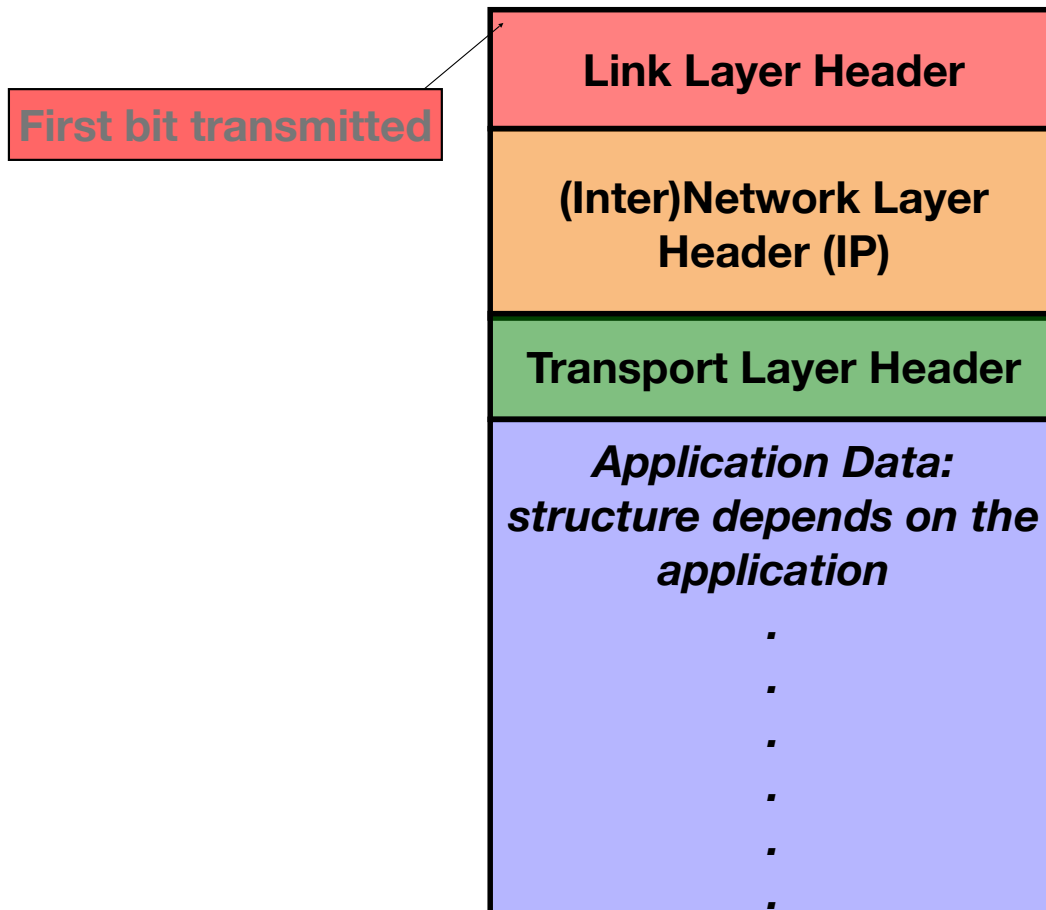 Link Layer Header
First bit transmitted
(Inter)Network Layer
Header (IP)
Transport Layer Header
Application Data:
structure depends on the
application
.
.
.
.
.
.